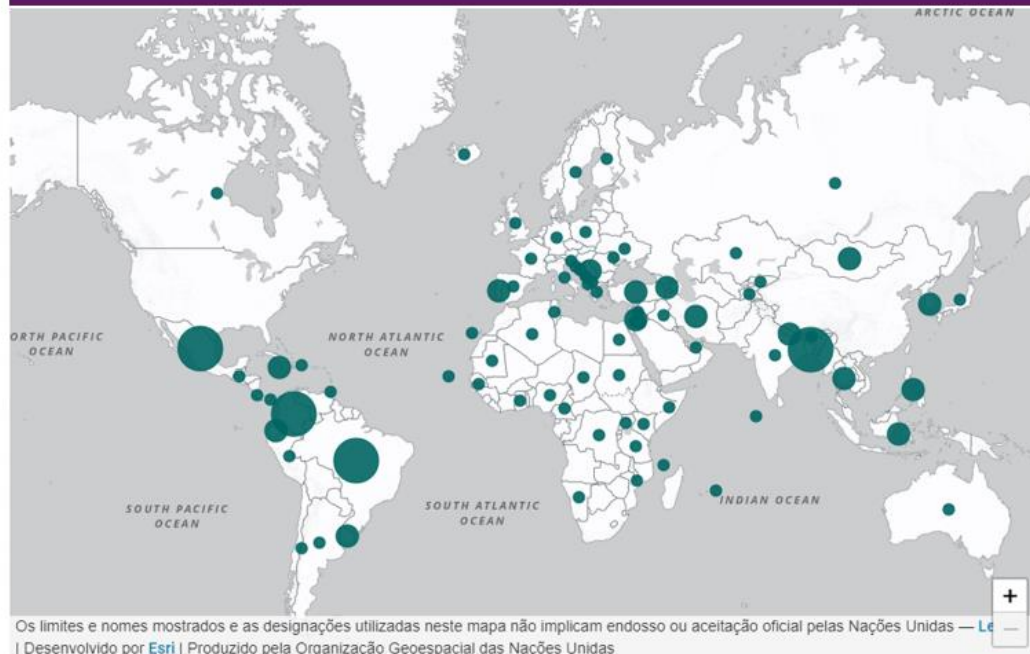 ARCTIC OCEAN
NORTH PACIFIC
OCEAN
NORTH ATLANTIC
OCEAN
SOUTH PACIFIC
OCEAN
SOUTH ATLANTIC
OCEAN
INDIAN OCEAN
+
−
Os limites e nomes mostrados e as designações utilizadas neste mapa não implicam endosso ou aceitação oficial pelas Nações Unidas —
| Desenvolvido por Esri | Produzido pela Organização Geoespacial das Nações Unidas